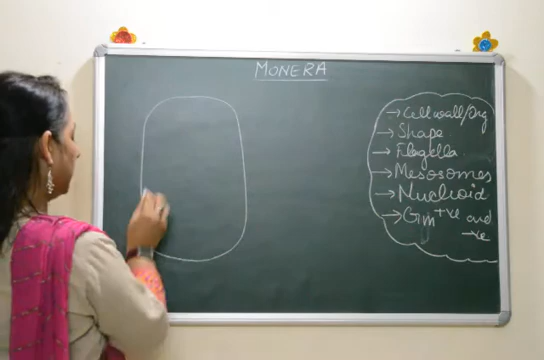 MONERA
→ Cell wall/Org
→ Shape
→ Flagella
→ Mesosomes
→ Nucleoid
→ Gm +ve and
-ve